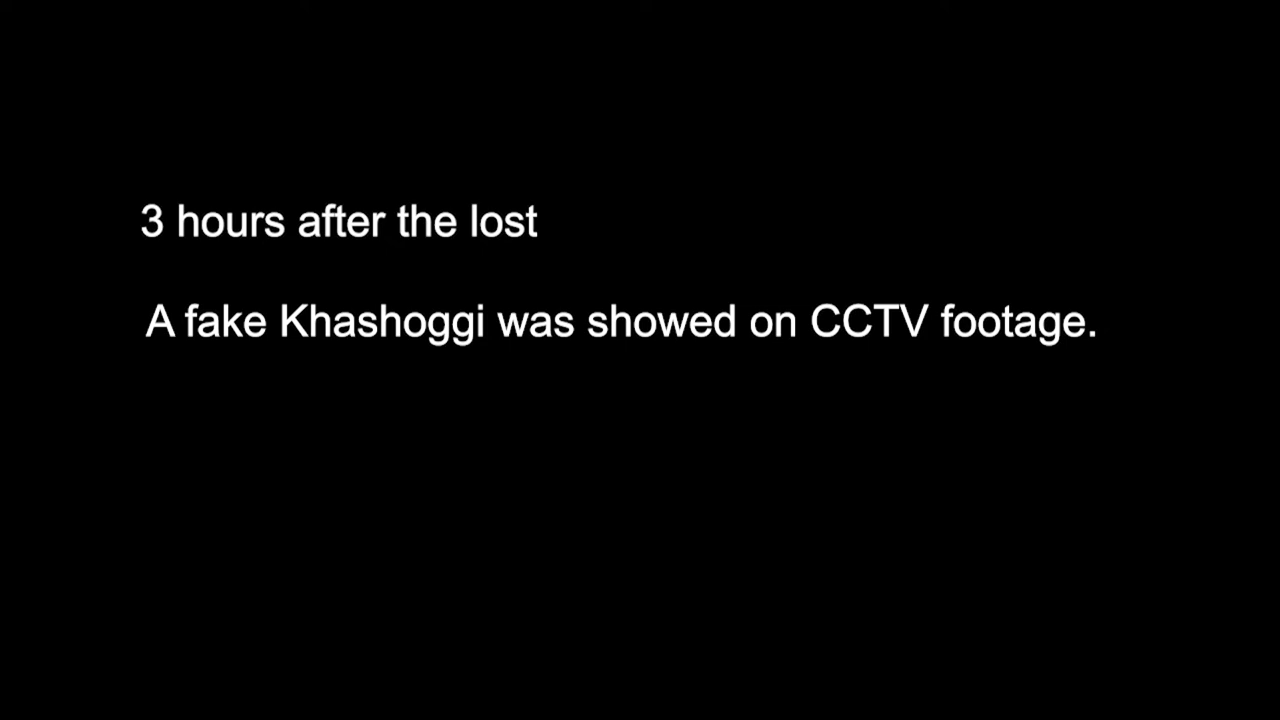 3 hours after the lost
A fake Khashoggi was showed on CCTV footage.